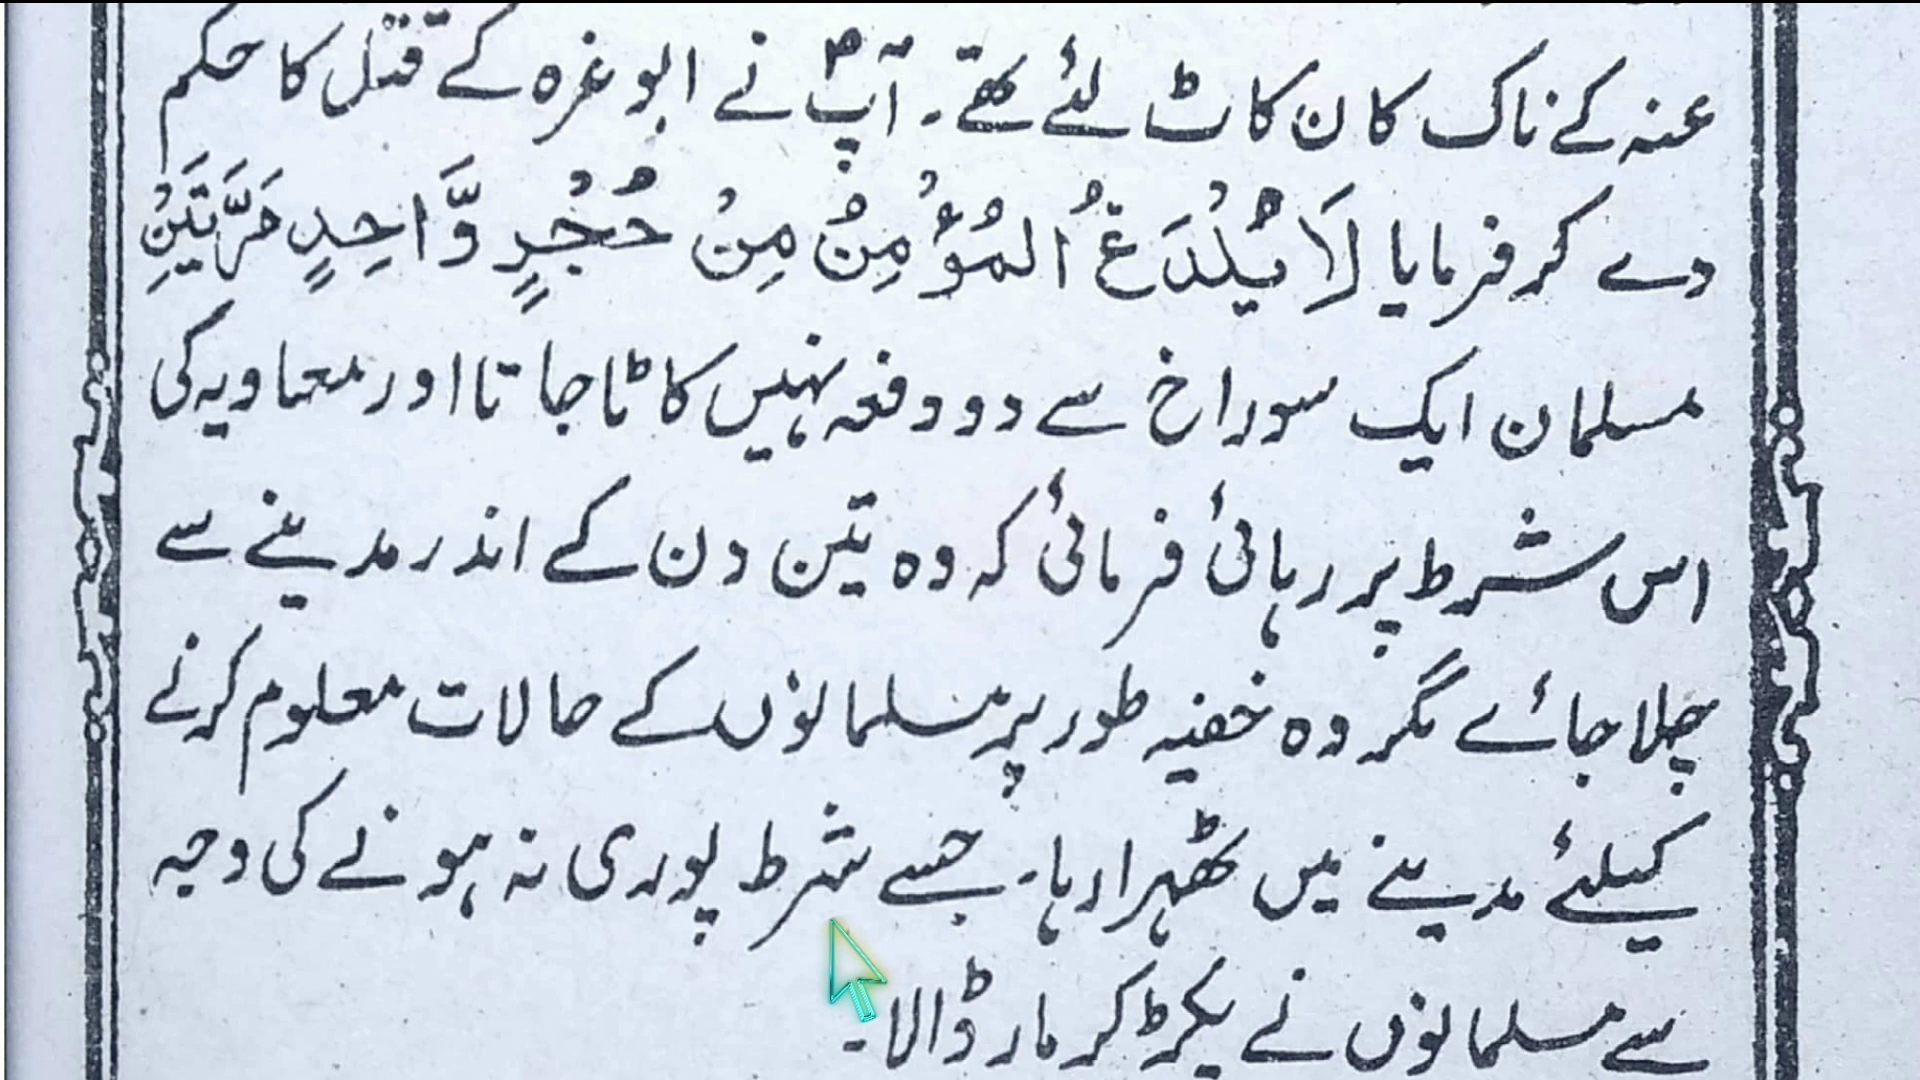 عنہ کے ناک کان کاٹ لئے تھے۔ آپؐ نے ابو غرہ کے قتل کا حکم
دے کر فرمایا لَا یُلْدَغُ الْمُؤْمِنُ مِنْ حُجْرٍ وَّاحِدٍ مَرَّتَیْنِ
مسلمان ایک سوراخ سے دو دفعہ نہیں کاٹا جاتا اور معاویہ کی
اس شرط پر رہائی فرمائی کہ وہ تین دن کے اندر مدینے سے
چلا جائے مگر وہ خفیہ طور پر مسلمانوں کے حالات معلوم کرنے
کیلئے مدینے میں ٹھہرا رہا۔ جسے شرط پوری نہ ہونے کی وجہ
سے مسلمانوں نے پکڑ کر مار ڈالا۔